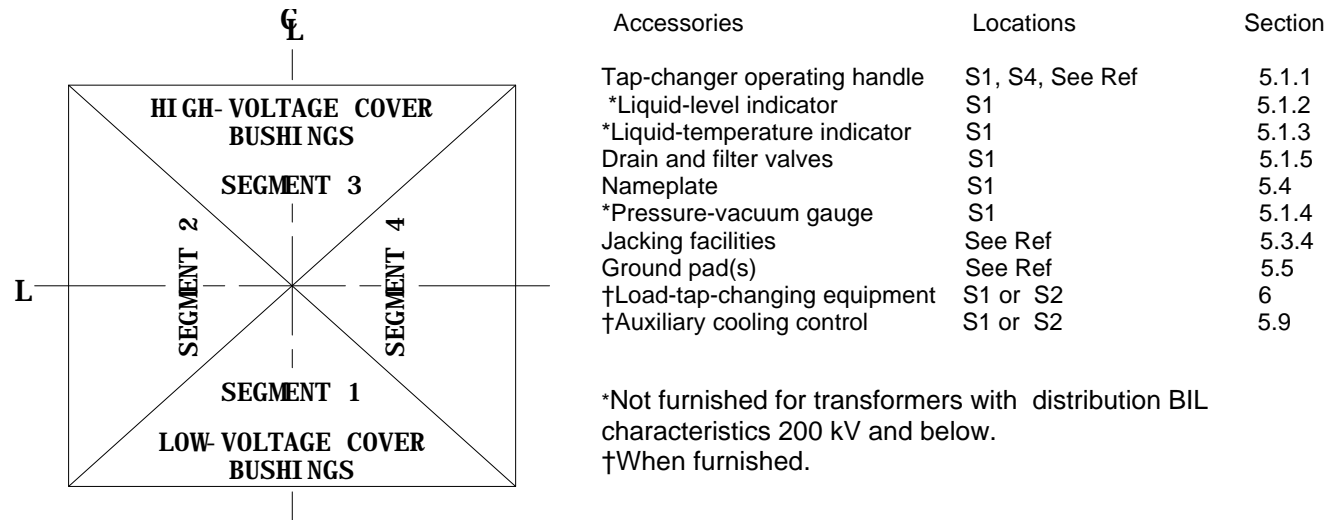 ℄
HIGH-VOLTAGE COVER
BUSHINGS
SEGMENT 3
SEGMENT 2
SEGMENT 4
L
SEGMENT 1
LOW-VOLTAGE COVER
BUSHINGS
Accessories Locations Section
Tap-changer operating handle S1, S4, See Ref 5.1.1
*Liquid-level indicator S1 5.1.2
*Liquid-temperature indicator S1 5.1.3
Drain and filter valves S1 5.1.5
Nameplate S1 5.4
*Pressure-vacuum gauge S1 5.1.4
Jacking facilities See Ref 5.3.4
Ground pad(s) See Ref 5.5
†Load-tap-changing equipment S1 or S2 6
†Auxiliary cooling control S1 or S2 5.9
*Not furnished for transformers with distribution BIL
characteristics 200 kV and below.
†When furnished.